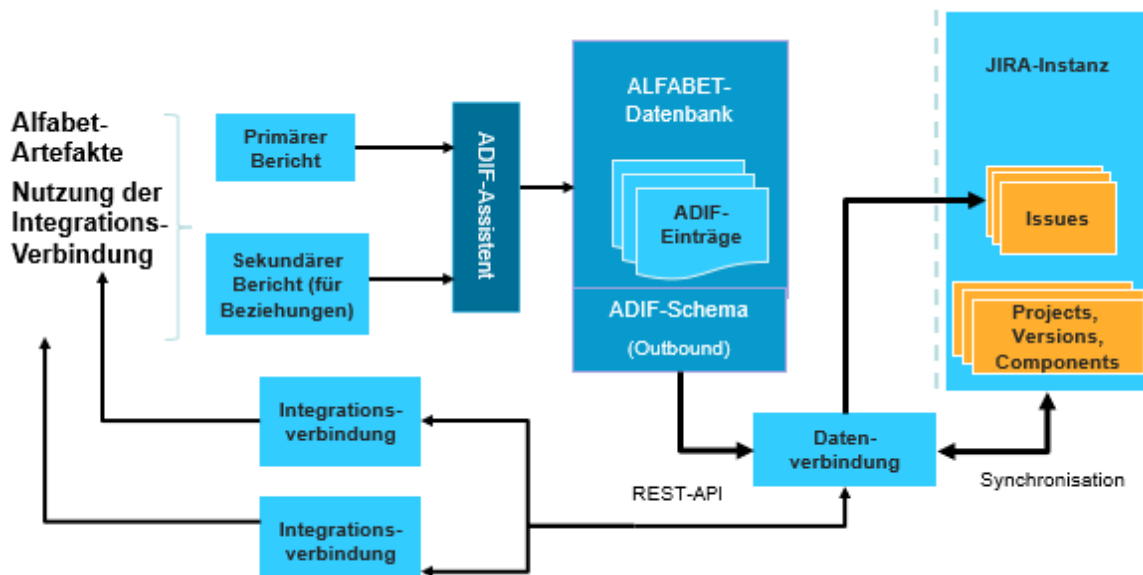 Alfabet-
Artefakte
Nutzung der
Integrations-
Verbindung
Primärer
Bericht
Sekundärer
Bericht (für
Beziehungen)
ADIF-Assistent
ALFABET-
Datenbank
ADIF-
Einträge
ADIF-Schema
(Outbound)
JIRA-Instanz
Issues
Projects,
Versions,
Components
Integrations-
verbindung
Integrations-
verbindung
REST-API
Daten-
verbindung
Synchronisation